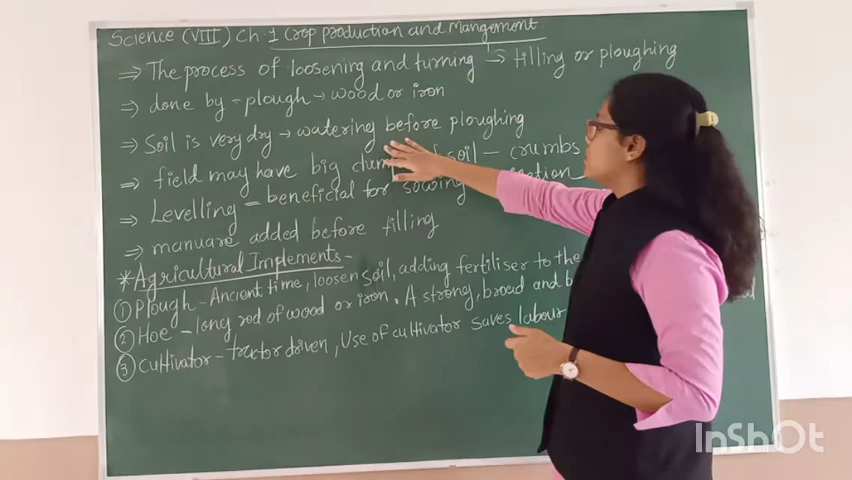 Science (VIII) Ch.1 Crop production and Mangement
⇒ The process of loosening and turning → tilling or ploughing
⇒ done by = plough → wood or iron
⇒ Soil is very dry → watering before ploughing
⇒ field may have big soil - crumbs
⇒ Levelling = beneficial for sowing
⇒ manuare added before tilling
*Agricultural Implements-
① Plough - Ancient time, loosen soil, adding fertiliser to the
② Hoe - long rod of wood or iron. A strong, broad and
③ Cultivator - tractor driven, Use of cultivator saves labour
InShOt